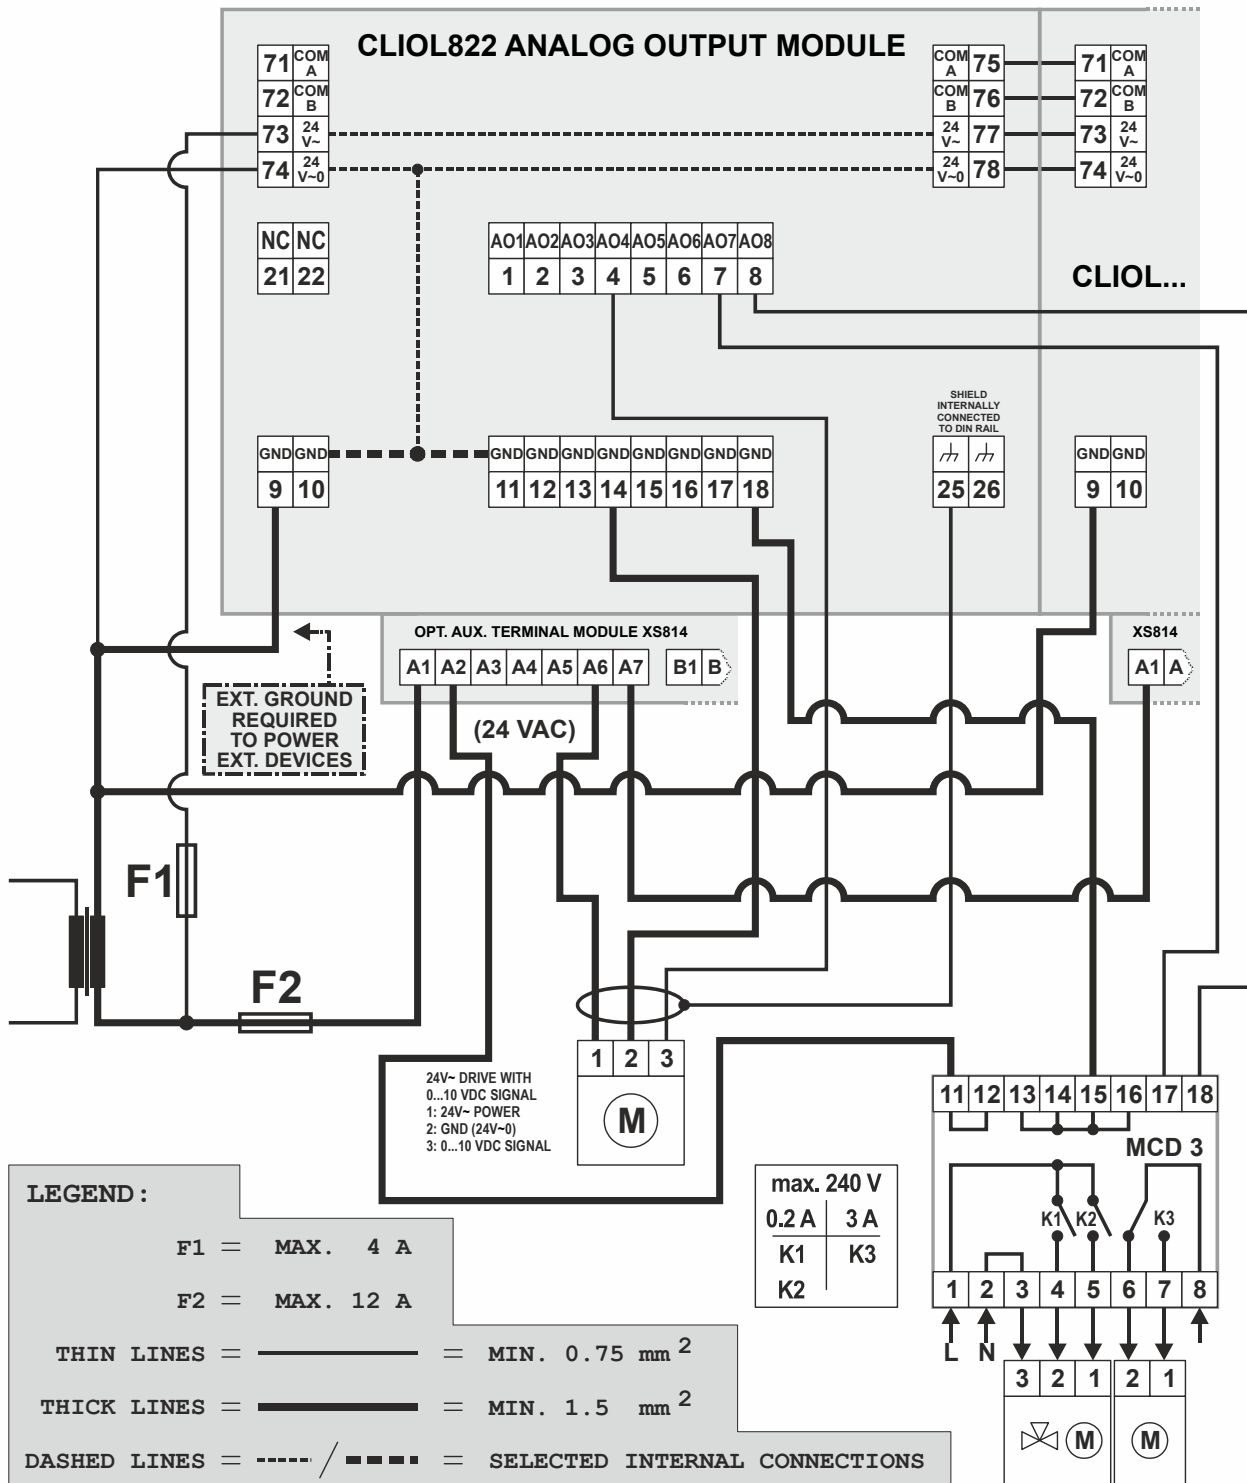 CLIOL822 ANALOG OUTPUT MODULE
71 COM A
72 COM B
73 24 V~
74 24 V~0
COM A 75
COM B 76
24 V~ 77
24 V~0 78
71 COM A
72 COM B
73 24 V~
74 24 V~0
NC NC
21 22
AO1 AO2 AO3 AO4 AO5 AO6 AO7 AO8
1 2 3 4 5 6 7 8
CLIOL...
SHIELD
INTERNALLY
CONNECTED
TO DIN RAIL
GND GND
9 10
GND GND GND GND GND GND GND GND
11 12 13 14 15 16 17 18
25 26
GND GND
9 10
OPT. AUX. TERMINAL MODULE XS814
A1 A2 A3 A4 A5 A6 A7 B1 B
XS814
A1 A
(24 VAC)
EXT. GROUND
REQUIRED
TO POWER
EXT. DEVICES
F1
F2
1 2 3
M
24V~ DRIVE WITH
0...10 VDC SIGNAL
1: 24V~ POWER
2: GND (24V~0)
3: 0...10 VDC SIGNAL
11 12 13 14 15 16 17 18
MCD 3
K1 K2 K3
1 2 3 4 5 6 7 8
L N
3 2 1 2 1
M M
max. 240 V
0.2 A 3 A
K1 K3
K2
LEGEND:
F1 = MAX. 4 A
F2 = MAX. 12 A
THIN LINES = = MIN. 0.75 mm 2
THICK LINES = = MIN. 1.5 mm 2
DASHED LINES = / = SELECTED INTERNAL CONNECTIONS